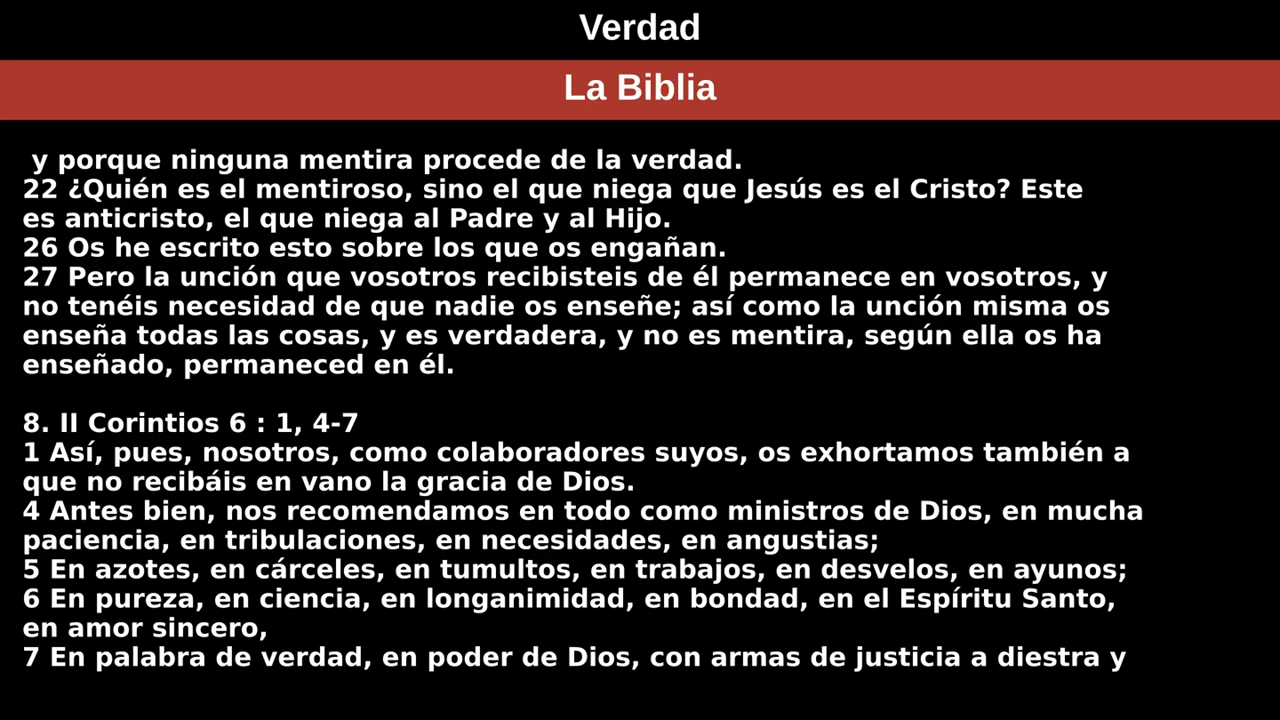 Verdad
La Biblia
y porque ninguna mentira procede de la verdad.
22 ¿Quién es el mentiroso, sino el que niega que Jesús es el Cristo? Este
es anticristo, el que niega al Padre y al Hijo.
26 Os he escrito esto sobre los que os engañan.
27 Pero la unción que vosotros recibisteis de él permanece en vosotros, y
no tenéis necesidad de que nadie os enseñe; así como la unción misma os
enseña todas las cosas, y es verdadera, y no es mentira, según ella os ha
enseñado, permaneced en él.
8. II Corintios 6 : 1, 4-7
1 Así, pues, nosotros, como colaboradores suyos, os exhortamos también a
que no recibáis en vano la gracia de Dios.
4 Antes bien, nos recomendamos en todo como ministros de Dios, en mucha
paciencia, en tribulaciones, en necesidades, en angustias;
5 En azotes, en cárceles, en tumultos, en trabajos, en desvelos, en ayunos;
6 En pureza, en ciencia, en longanimidad, en bondad, en el Espíritu Santo,
en amor sincero,
7 En palabra de verdad, en poder de Dios, con armas de justicia a diestra y